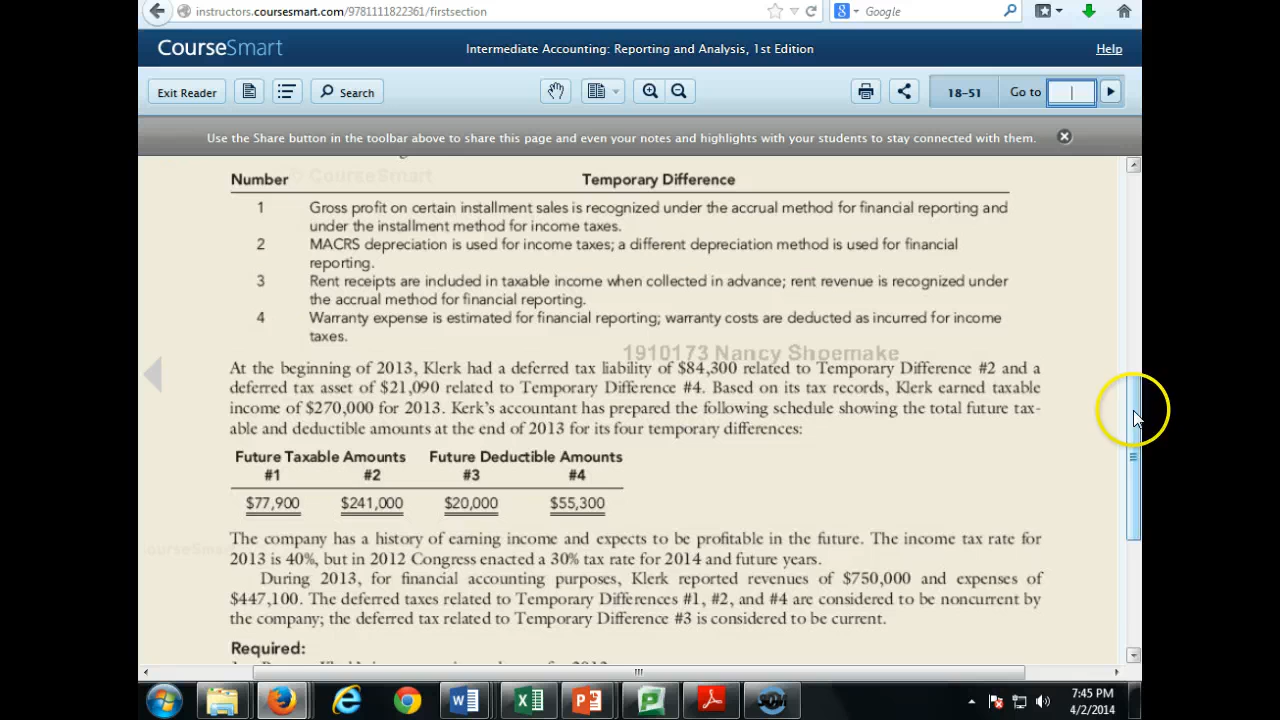 instructors.coursesmart.com/9781111822361/firstsection
Google
CourseSmart
Intermediate Accounting: Reporting and Analysis, 1st Edition
Help
Exit Reader
Search
18-51
Go to
Use the Share button in the toolbar above to share this page and even your notes and highlights with your students to stay connected with them.
CourseSmart
Number Temporary Difference
1 Gross profit on certain installment sales is recognized under the accrual method for financial reporting and
under the installment method for income taxes.
2 MACRS depreciation is used for income taxes; a different depreciation method is used for financial
reporting.
3 Rent receipts are included in taxable income when collected in advance; rent revenue is recognized under
the accrual method for financial reporting.
4 Warranty expense is estimated for financial reporting; warranty costs are deducted as incurred for income
taxes.
1910173 Nancy Shoemake
At the beginning of 2013, Klerk had a deferred tax liability of $84,300 related to Temporary Difference #2 and a
deferred tax asset of $21,090 related to Temporary Difference #4. Based on its tax records, Klerk earned taxable
income of $270,000 for 2013. Kerk's accountant has prepared the following schedule showing the total future tax-
able and deductible amounts at the end of 2013 for its four temporary differences:
Future Taxable Amounts Future Deductible Amounts
#1 #2 #3 #4
$77,900 $241,000 $20,000 $55,300
The company has a history of earning income and expects to be profitable in the future. The income tax rate for
2013 is 40%, but in 2012 Congress enacted a 30% tax rate for 2014 and future years.
During 2013, for financial accounting purposes, Klerk reported revenues of $750,000 and expenses of
$447,100. The deferred taxes related to Temporary Differences #1, #2, and #4 are considered to be noncurrent by
the company; the deferred tax related to Temporary Difference #3 is considered to be current.
Required:
7:45 PM
4/2/2014